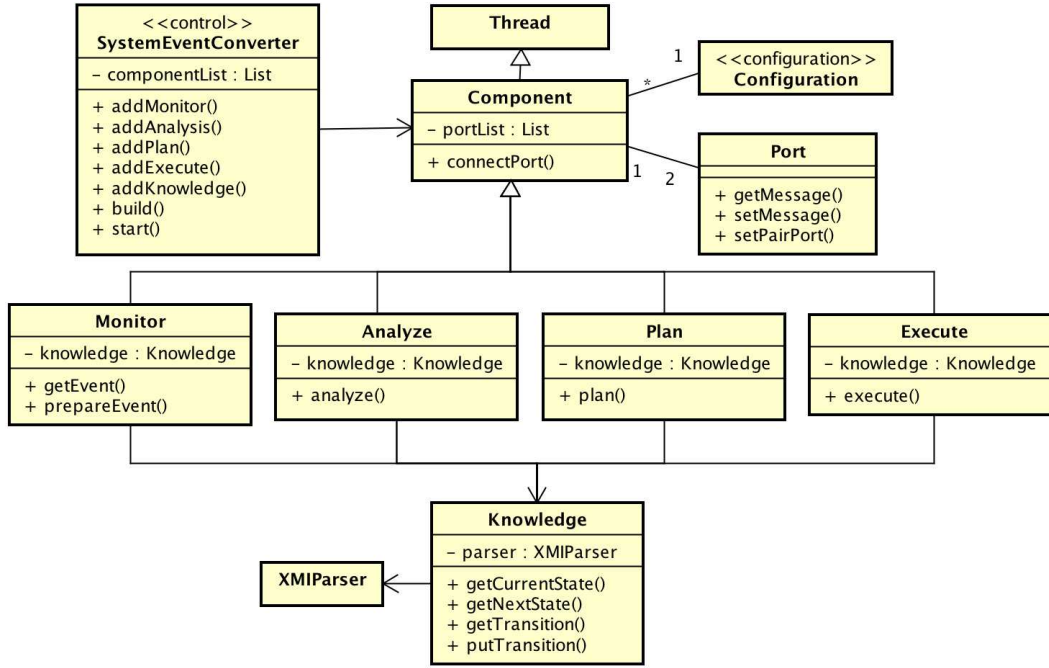 <<control>>
SystemEventConverter
– componentList : List
+ addMonitor()
+ addAnalysis()
+ addPlan()
+ addExecute()
+ addKnowledge()
+ build()
+ start()
Thread
Component
– portList : List
+ connectPort()
1
*
<<configuration>>
Configuration
1
2
Port
+ getMessage()
+ setMessage()
+ setPairPort()
Monitor
– knowledge : Knowledge
+ getEvent()
+ prepareEvent()
Analyze
– knowledge : Knowledge
+ analyze()
Plan
– knowledge : Knowledge
+ plan()
Execute
– knowledge : Knowledge
+ execute()
Knowledge
– parser : XMIParser
+ getCurrentState()
+ getNextState()
+ getTransition()
+ putTransition()
XMIParser